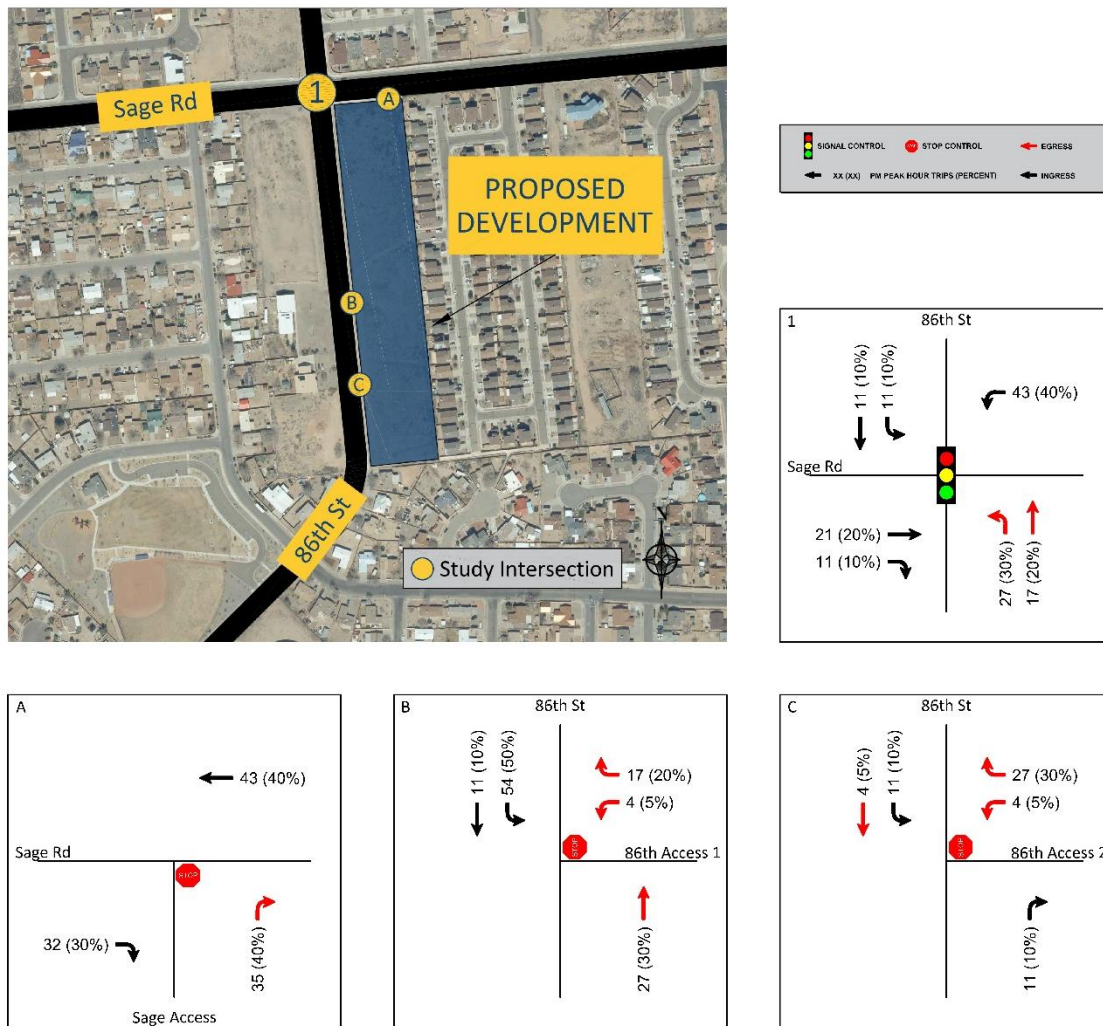 Sage Rd
1
A
PROPOSED
DEVELOPMENT
B
C
86th St
Study Intersection
N
SIGNAL CONTROL
STOP
STOP CONTROL
EGRESS
XX (XX) PM PEAK HOUR TRIPS (PERCENT)
INGRESS
1
86th St
11 (10%)
11 (10%)
43 (40%)
Sage Rd
21 (20%)
11 (10%)
27 (30%)
17 (20%)
A
43 (40%)
Sage Rd
STOP
32 (30%)
35 (40%)
Sage Access
B
86th St
11 (10%)
54 (50%)
17 (20%)
4 (5%)
STOP
86th Access 1
27 (30%)
C
86th St
4 (5%)
11 (10%)
27 (30%)
4 (5%)
STOP
86th Access 2
11 (10%)